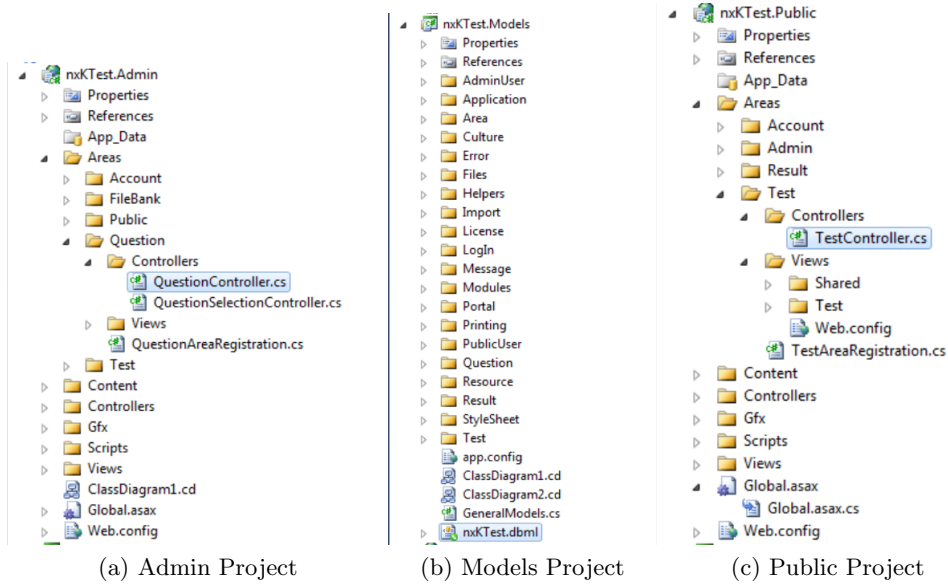 nxKTest.Admin
Properties
References
App_Data
Areas
Account
FileBank
Public
Question
Controllers
QuestionController.cs
QuestionSelectionController.cs
Views
QuestionAreaRegistration.cs
Test
Content
Controllers
Gfx
Scripts
Views
ClassDiagram1.cd
Global.asax
Web.config
(a) Admin Project
nxKTest.Models
Properties
References
AdminUser
Application
Area
Culture
Error
Files
Helpers
Import
License
LogIn
Message
Modules
Portal
Printing
PublicUser
Question
Resource
Result
StyleSheet
Test
app.config
ClassDiagram1.cd
ClassDiagram2.cd
GeneralModels.cs
nxKTest.dbml
(b) Models Project
nxKTest.Public
Properties
References
App_Data
Areas
Account
Admin
Result
Test
Controllers
TestController.cs
Views
Shared
Test
Web.config
TestAreaRegistration.cs
Content
Controllers
Gfx
Scripts
Views
Global.asax
Global.asax.cs
Web.config
(c) Public Project